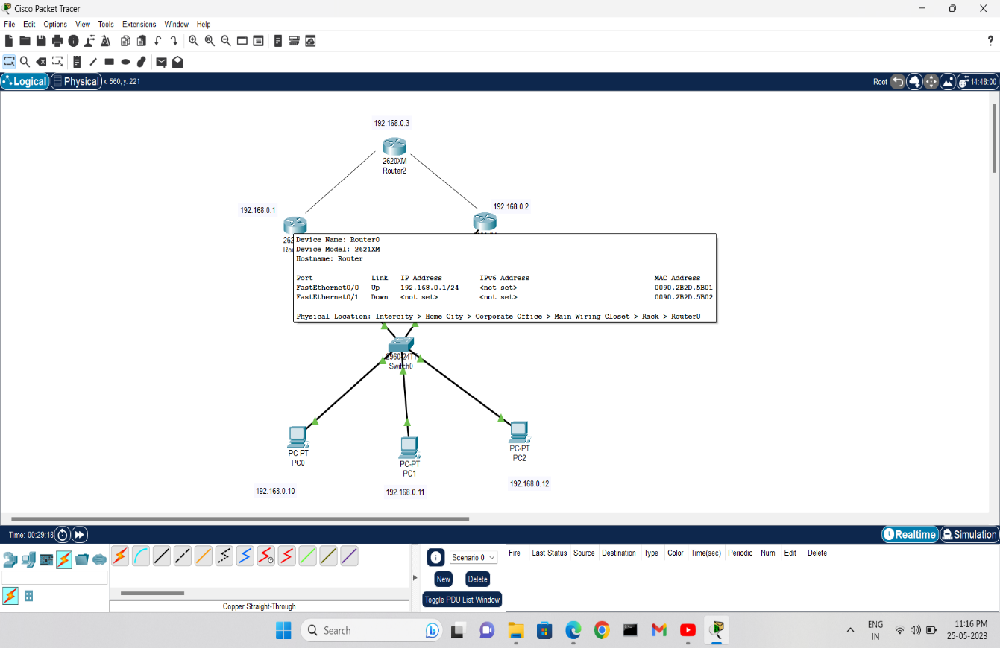 Cisco Packet Tracer
File Edit Options View Tools Extensions Window Help
?
Logical Physical x: 560, y: 221 Root 14:48:00
192.168.0.3
2620XM
Router2
192.168.0.1
192.168.0.2
262
Rou
Device Name: Router0
Device Model: 2621XM
Hostname: Router
Port Link IP Address IPv6 Address MAC Address
FastEthernet0/0 Up 192.168.0.1/24 <not set> 0090.2B2D.5B01
FastEthernet0/1 Down <not set> <not set> 0090.2B2D.5B02
Physical Location: Intercity > Home City > Corporate Office > Main Wiring Closet > Rack > Router0
2960-24TT
Switch0
PC-PT
PC0
PC-PT
PC1
PC-PT
PC2
192.168.0.10
192.168.0.11
192.168.0.12
Time: 00:29:18 Realtime Simulation
Scenario 0
New Delete
Toggle PDU List Window
Fire Last Status Source Destination Type Color Time(sec) Periodic Num Edit Delete
Copper Straight-Through
Search
ENG
IN
11:16 PM
25-05-2023